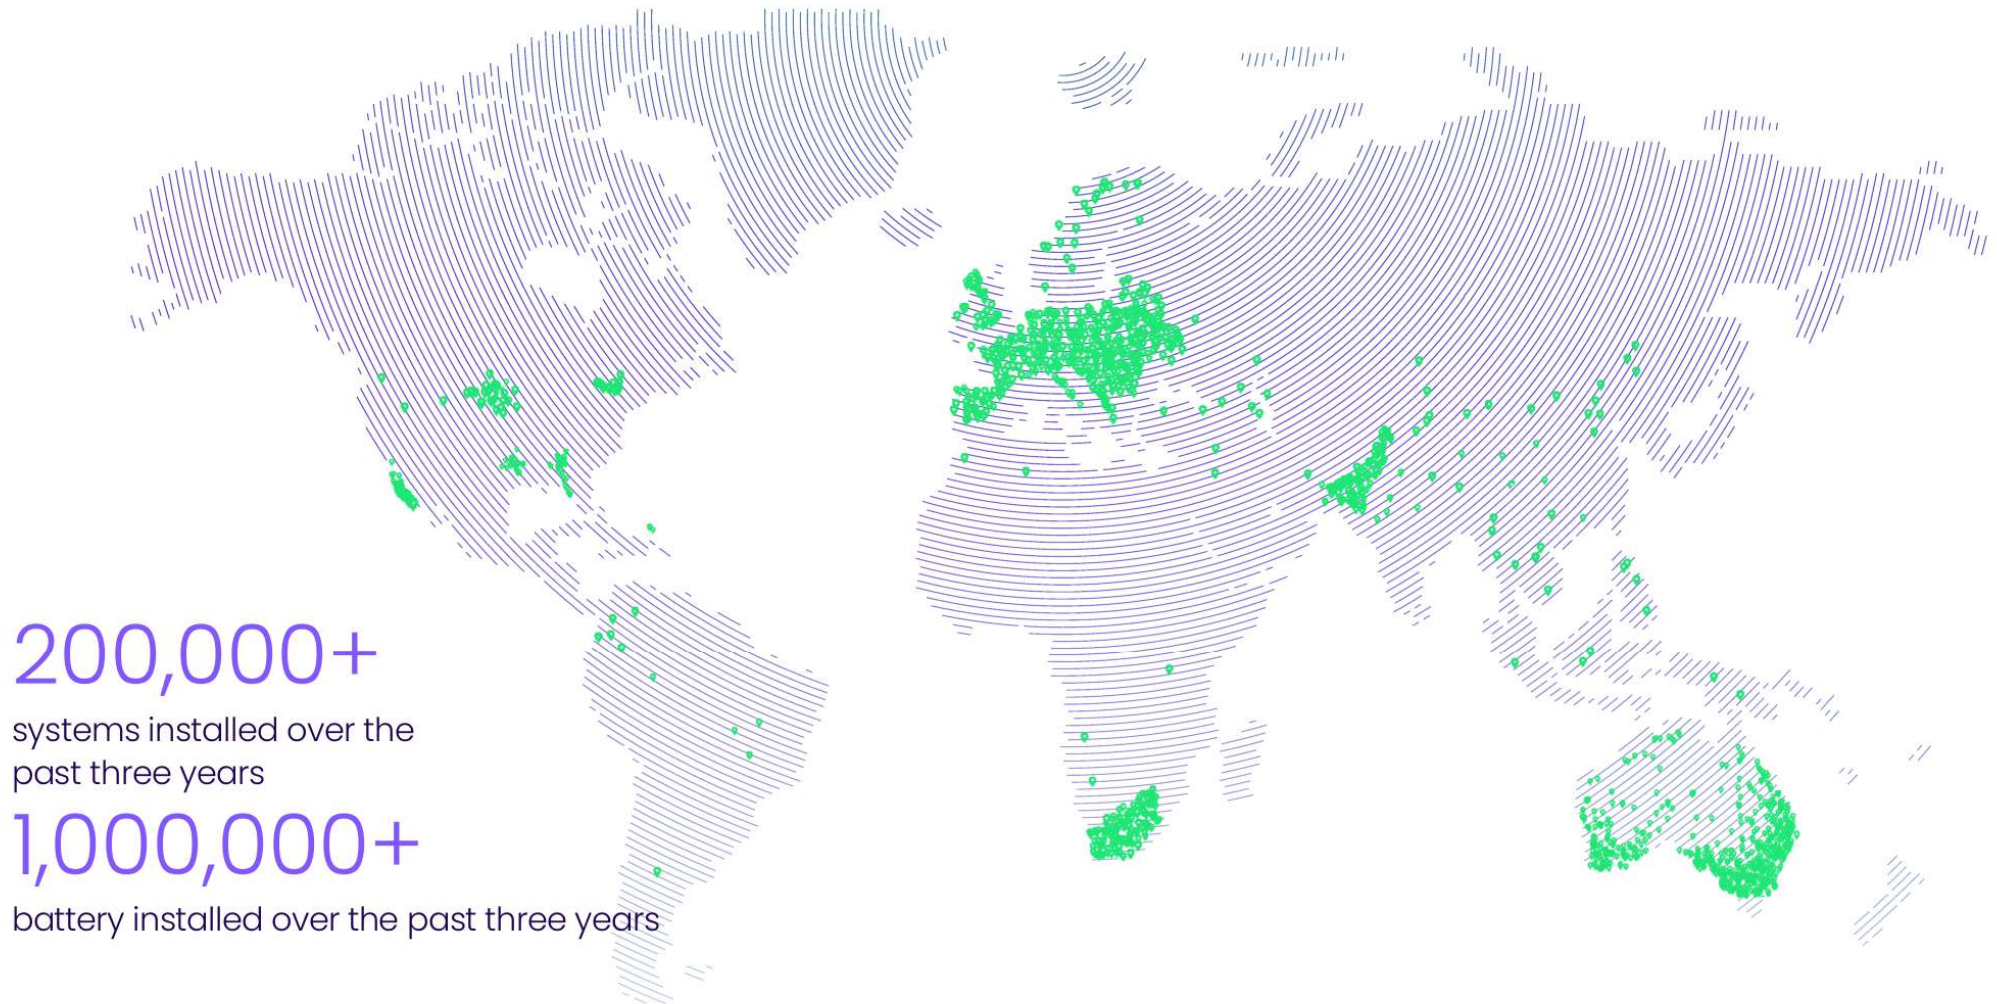 200,000+
systems installed over the
past three years
1,000,000+
battery installed over the past three years